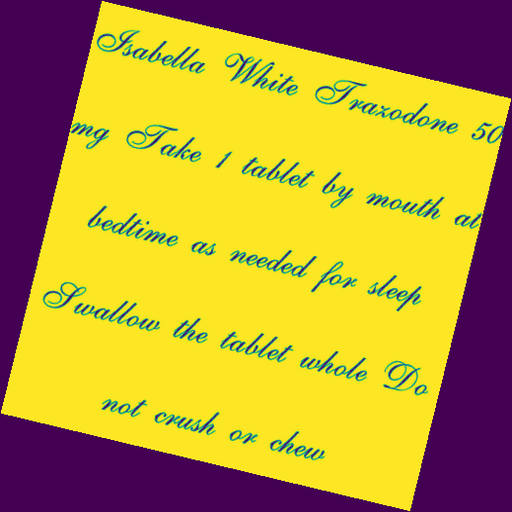 Isabella White Trazodone 50
mg Take 1 tablet by mouth at
bedtime as needed for sleep
Swallow the tablet whole Do
not crush or chew